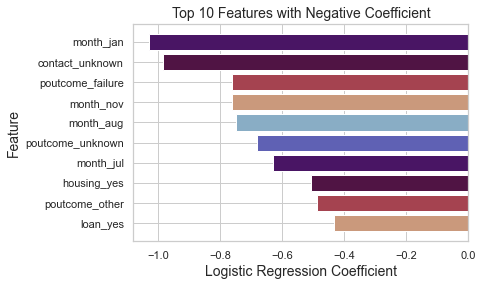 Top 10 Features with Negative Coefficient
month_jan
contact_unknown
poutcome_failure
month_nov
month_aug
poutcome_unknown
month_jul
housing_yes
poutcome_other
loan_yes
Feature
−1.0 −0.8 −0.6 −0.4 −0.2 0.0
Logistic Regression Coefficient